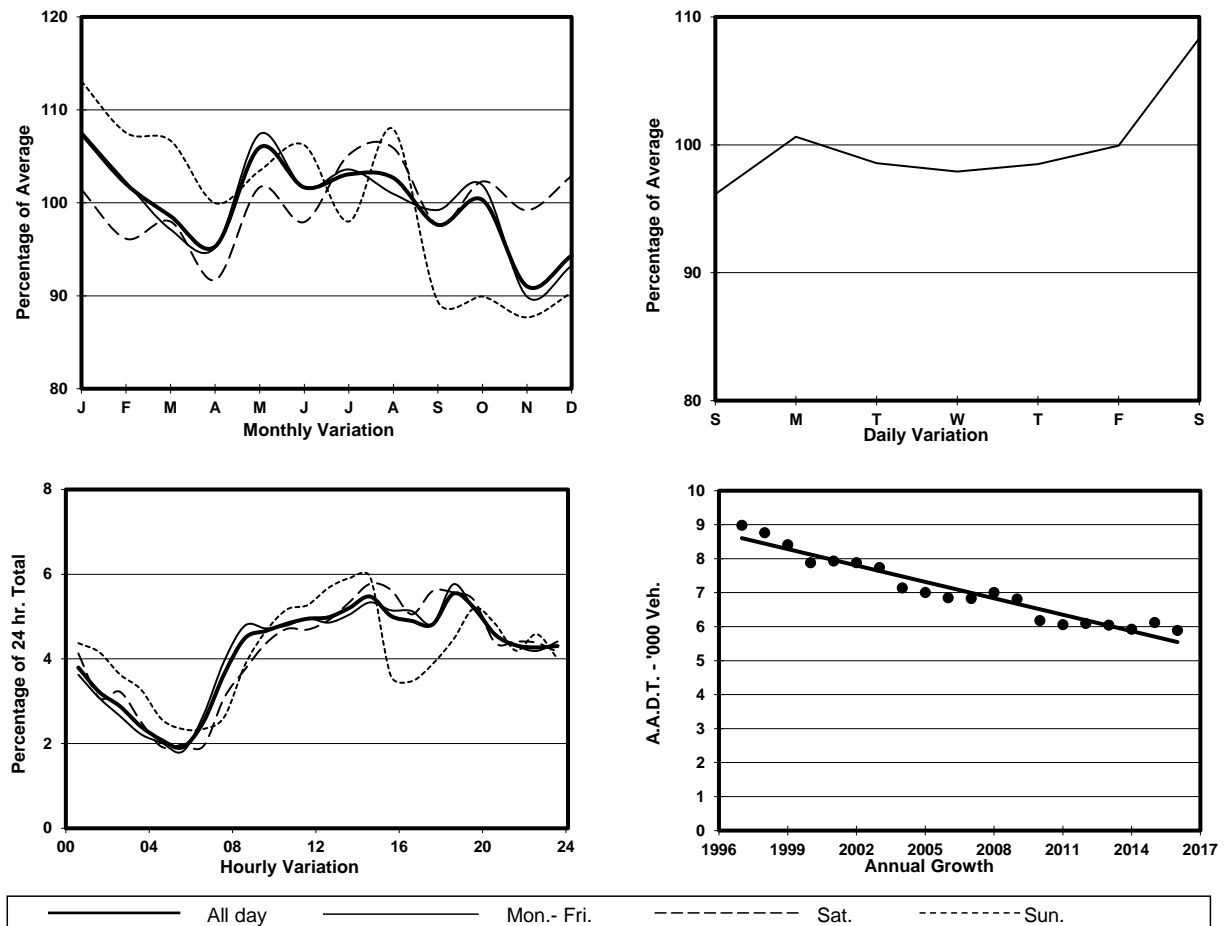 120
110
100
90
80
Percentage of Average
J F M A M J J A S O N D
Monthly Variation
110
100
90
80
Percentage of Average
S M T W T F S
Daily Variation
8
6
4
2
0
Percentage of 24 hr. Total
00 04 08 12 16 20 24
Hourly Variation
10
9
8
7
6
5
4
3
2
1
0
A.A.D.T. - '000 Veh.
1996 1999 2002 2005 2008 2011 2014 2017
Annual Growth
All day Mon.- Fri. Sat. Sun.